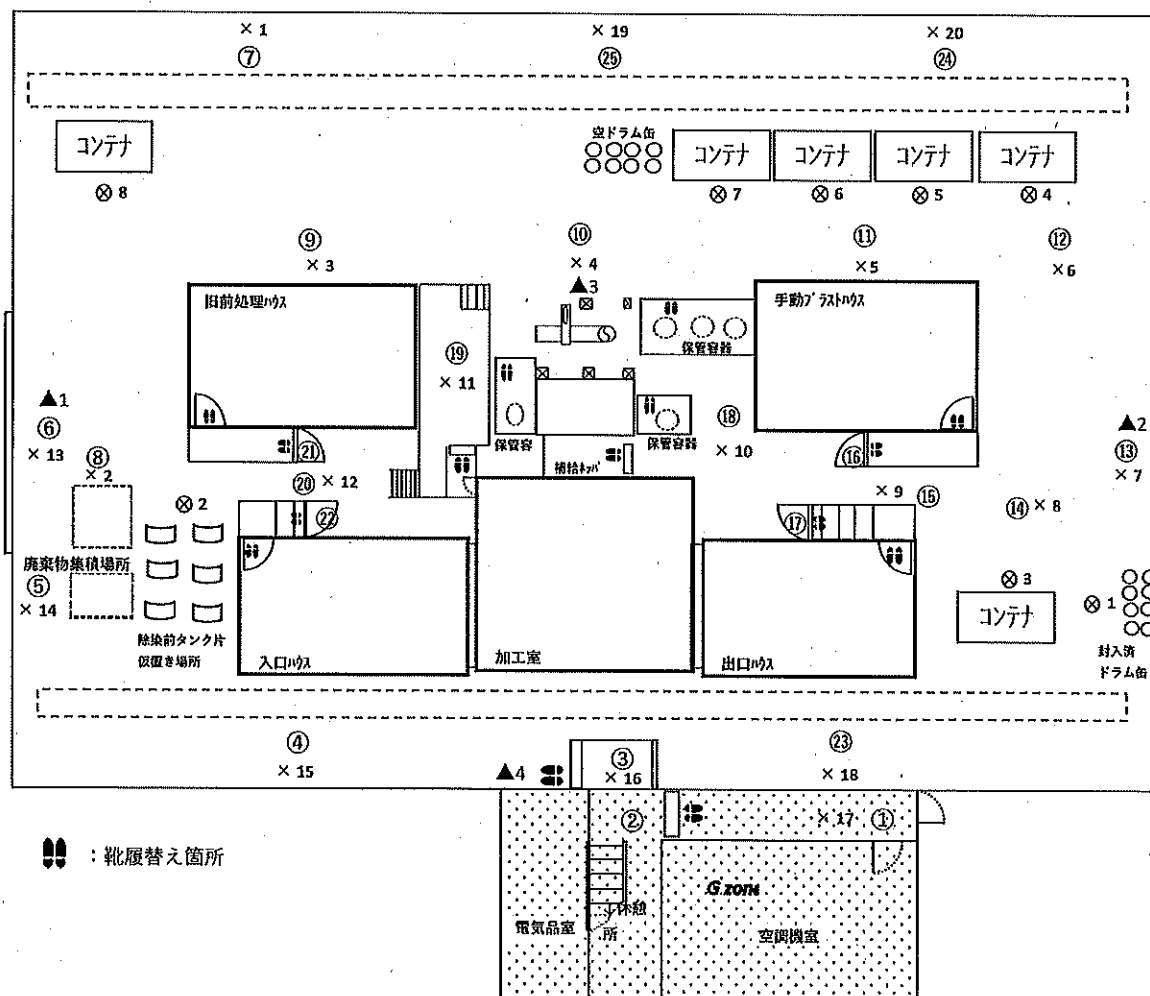 × 1
× 19
× 20
⑦
㉕
㉔
コンテナ
空ドラム缶
コンテナ
コンテナ
コンテナ
コンテナ
⊗ 8
⊗ 7
⊗ 6
⊗ 5
⊗ 4
⑨
⑩
⑪
⑫
× 3
× 4
× 5
× 6
▲3
旧前処理ハウス
手動ブラストハウス
保管容器
⑲
× 11
▲1
⑥
× 13
⑱
保管容
保管容器
× 10
▲2
⑬
× 7
㉑
⑯
補給ホッパ
⑧
× 2
⑳
× 12
× 9
⑮
⊗ 2
㉒
⑰
⑭
× 8
廃棄物集積場所
⑤
× 14
⊗ 3
⊗ 1
コンテナ
除染前タンク片
仮置き場所
入口ハウス
加工室
出口ハウス
封入済
ドラム缶
④
× 15
▲4
③
× 16
㉓
× 18
②
× 17
①
：靴履替え箇所
G zone
電気品室
休憩
所
空調機室